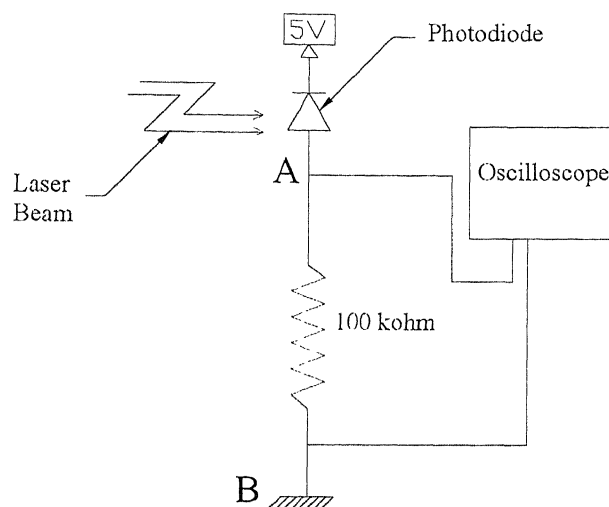 5V
Photodiode
Laser
Beam
A
Oscilloscope
100 kohm
B